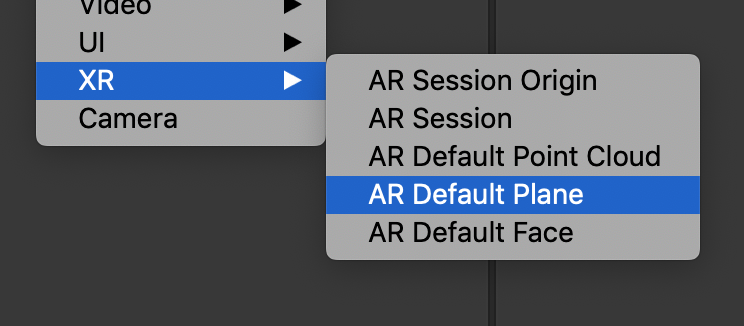 Video
UI
XR
Camera
AR Session Origin
AR Session
AR Default Point Cloud
AR Default Plane
AR Default Face